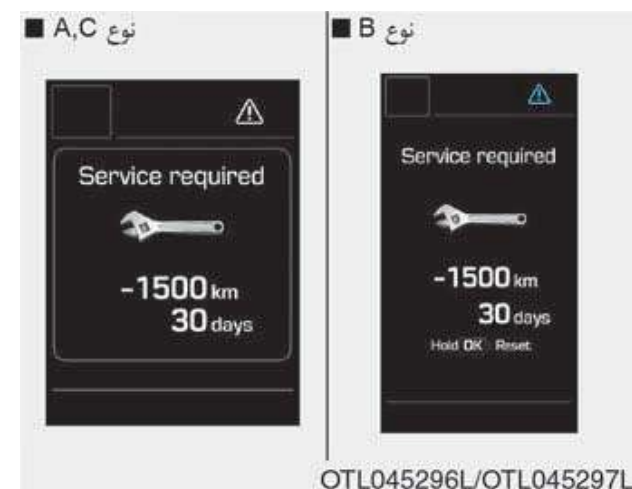 ■ A,C نوع
Service required
-1500 km
30 days
■ B نوع
Service required
-1500 km
30 days
Hold OK : Reset
OTL045296L/OTL045297L